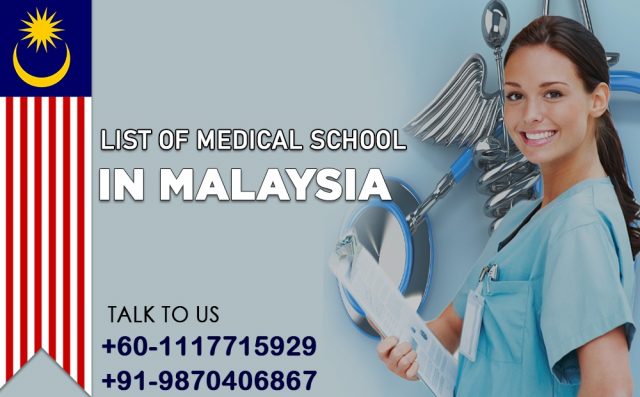 LIST OF MEDICAL SCHOOL
IN MALAYSIA
TALK TO US
+60-1117715929
+91-9870406867